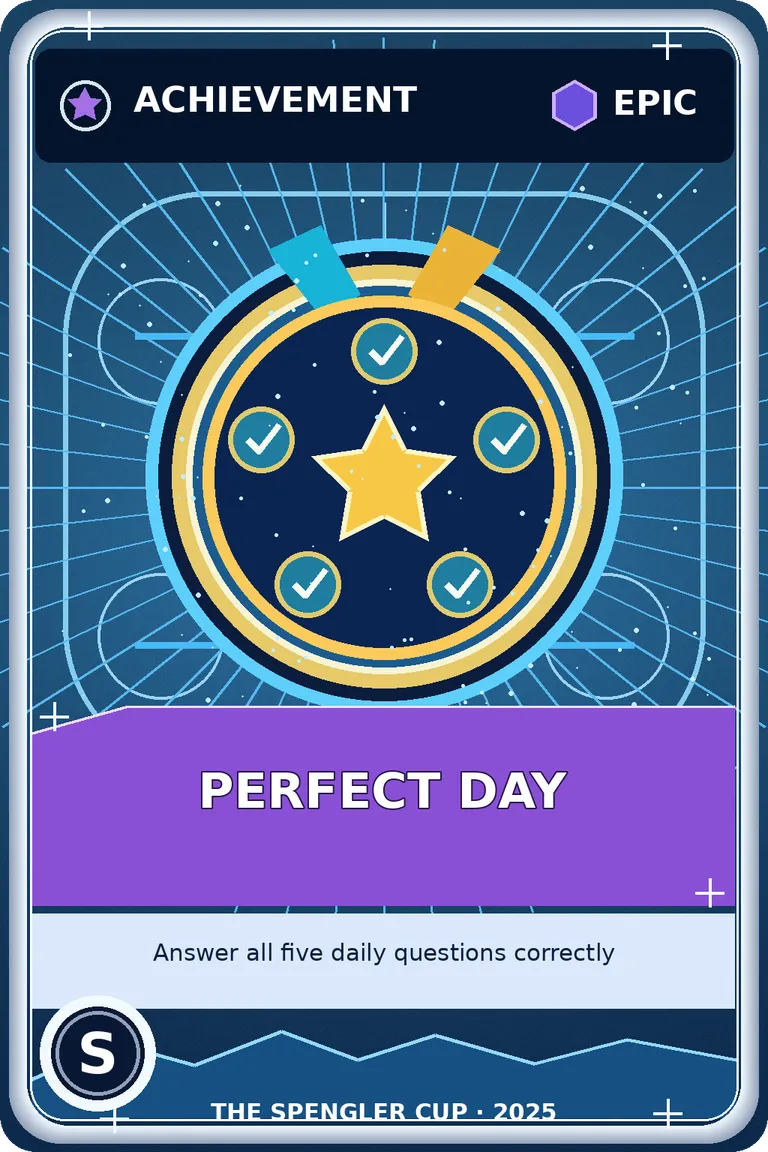 ACHIEVEMENT
EPIC
PERFECT DAY
Answer all five daily questions correctly
S
THE SPENGLER CUP · 2025